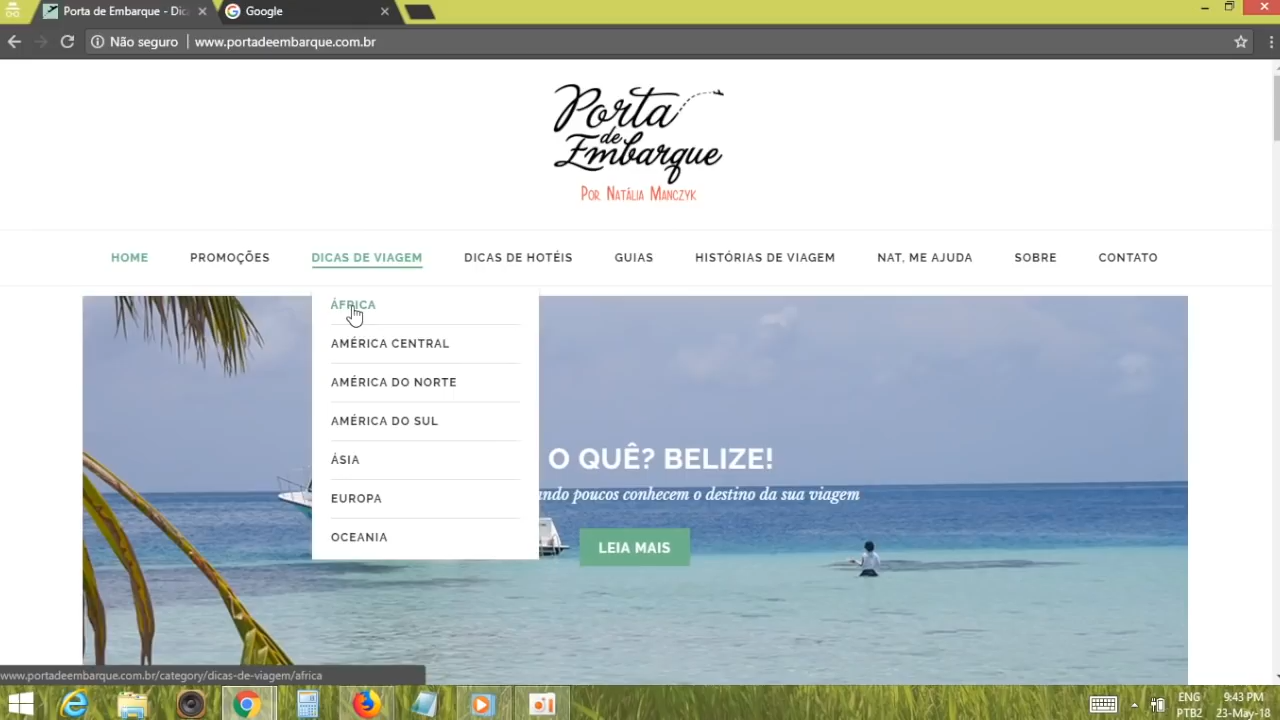 Porta de Embarque - Dic
Google
Não seguro
www.portadeembarque.com.br
Porta
de
Embarque
Por Natália Manczyk
HOME
PROMOÇÕES
DICAS DE VIAGEM
DICAS DE HOTÉIS
GUIAS
HISTÓRIAS DE VIAGEM
NAT, ME AJUDA
SOBRE
CONTATO
ÁFRICA
AMÉRICA CENTRAL
AMÉRICA DO NORTE
AMÉRICA DO SUL
ÁSIA
EUROPA
OCEANIA
O QUÊ? BELIZE!
poucos conhecem o destino da sua viagem
LEIA MAIS
www.portadeembarque.com.br/category/dicas-de-viagem/africa
ENG
PTB2
9:43 PM
23-May-18